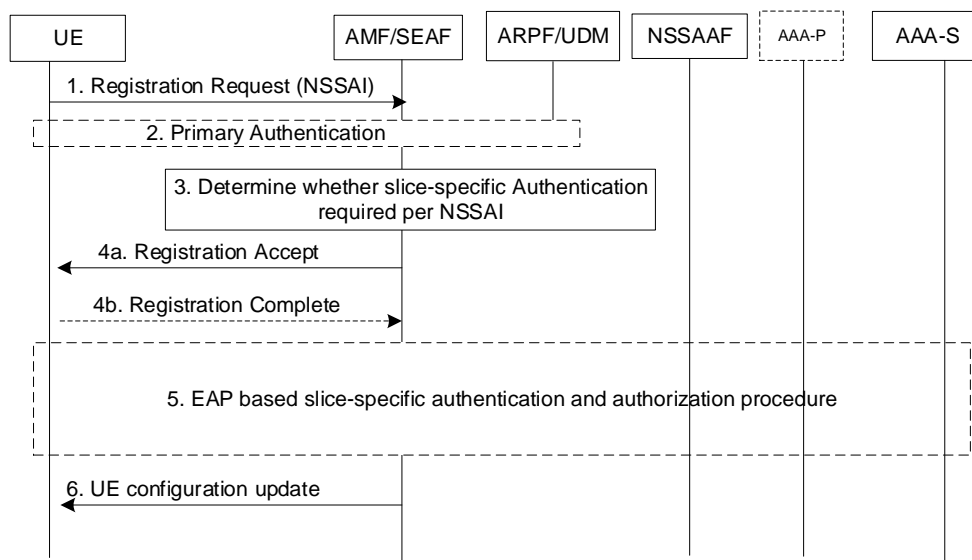 UE
AMF/SEAF
ARPF/UDM
NSSAAF
AAA-P
AAA-S
1. Registration Request (NSSAI)
2. Primary Authentication
3. Determine whether slice-specific Authentication
required per NSSAI
4a. Registration Accept
4b. Registration Complete
5. EAP based slice-specific authentication and authorization procedure
6. UE configuration update